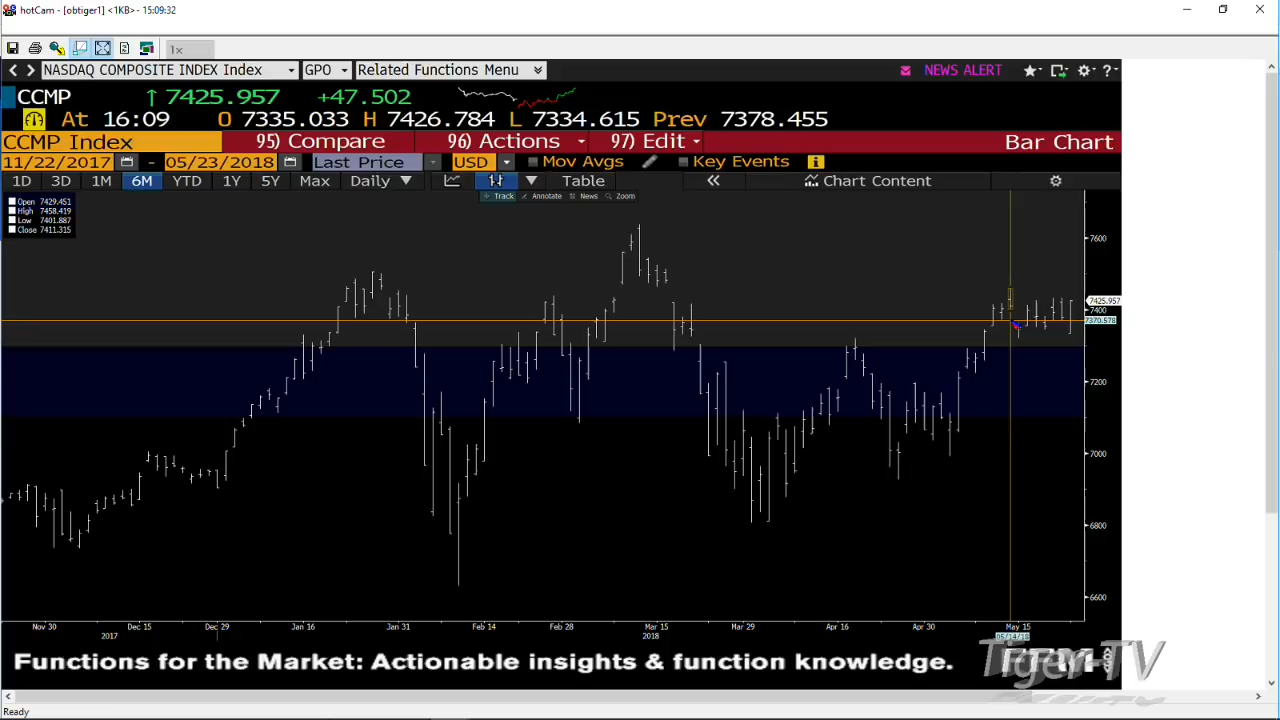 hotCam - [obtiger1] <1KB> - 15:09:32
1x
NASDAQ COMPOSITE INDEX Index GPO Related Functions Menu NEWS ALERT ?
CCMP ↑ 7425.957 +47.502
At 16:09 O 7335.033 H 7426.784 L 7334.615 Prev 7378.455
CCMP Index 95) Compare 96) Actions 97) Edit Bar Chart
11/22/2017 - 05/23/2018 Last Price USD Mov Avgs Key Events
1D 3D 1M 6M YTD 1Y 5Y Max Daily ▼ ▼ Table « Chart Content
Track Annotate News Zoom
Open 7429.451
High 7458.419
Low 7401.887
Close 7411.315
7600
7425.957
7400
7370.578
7200
7000
6800
6600
Nov 30 Dec 15 Dec 29 Jan 16 Jan 31 Feb 14 Feb 28 Mar 15 Mar 29 Apr 16 Apr 30 May 15
2017 2018 05/14/18
Functions for the Market: Actionable insights & function knowledge.
Tiger-TV
Ready